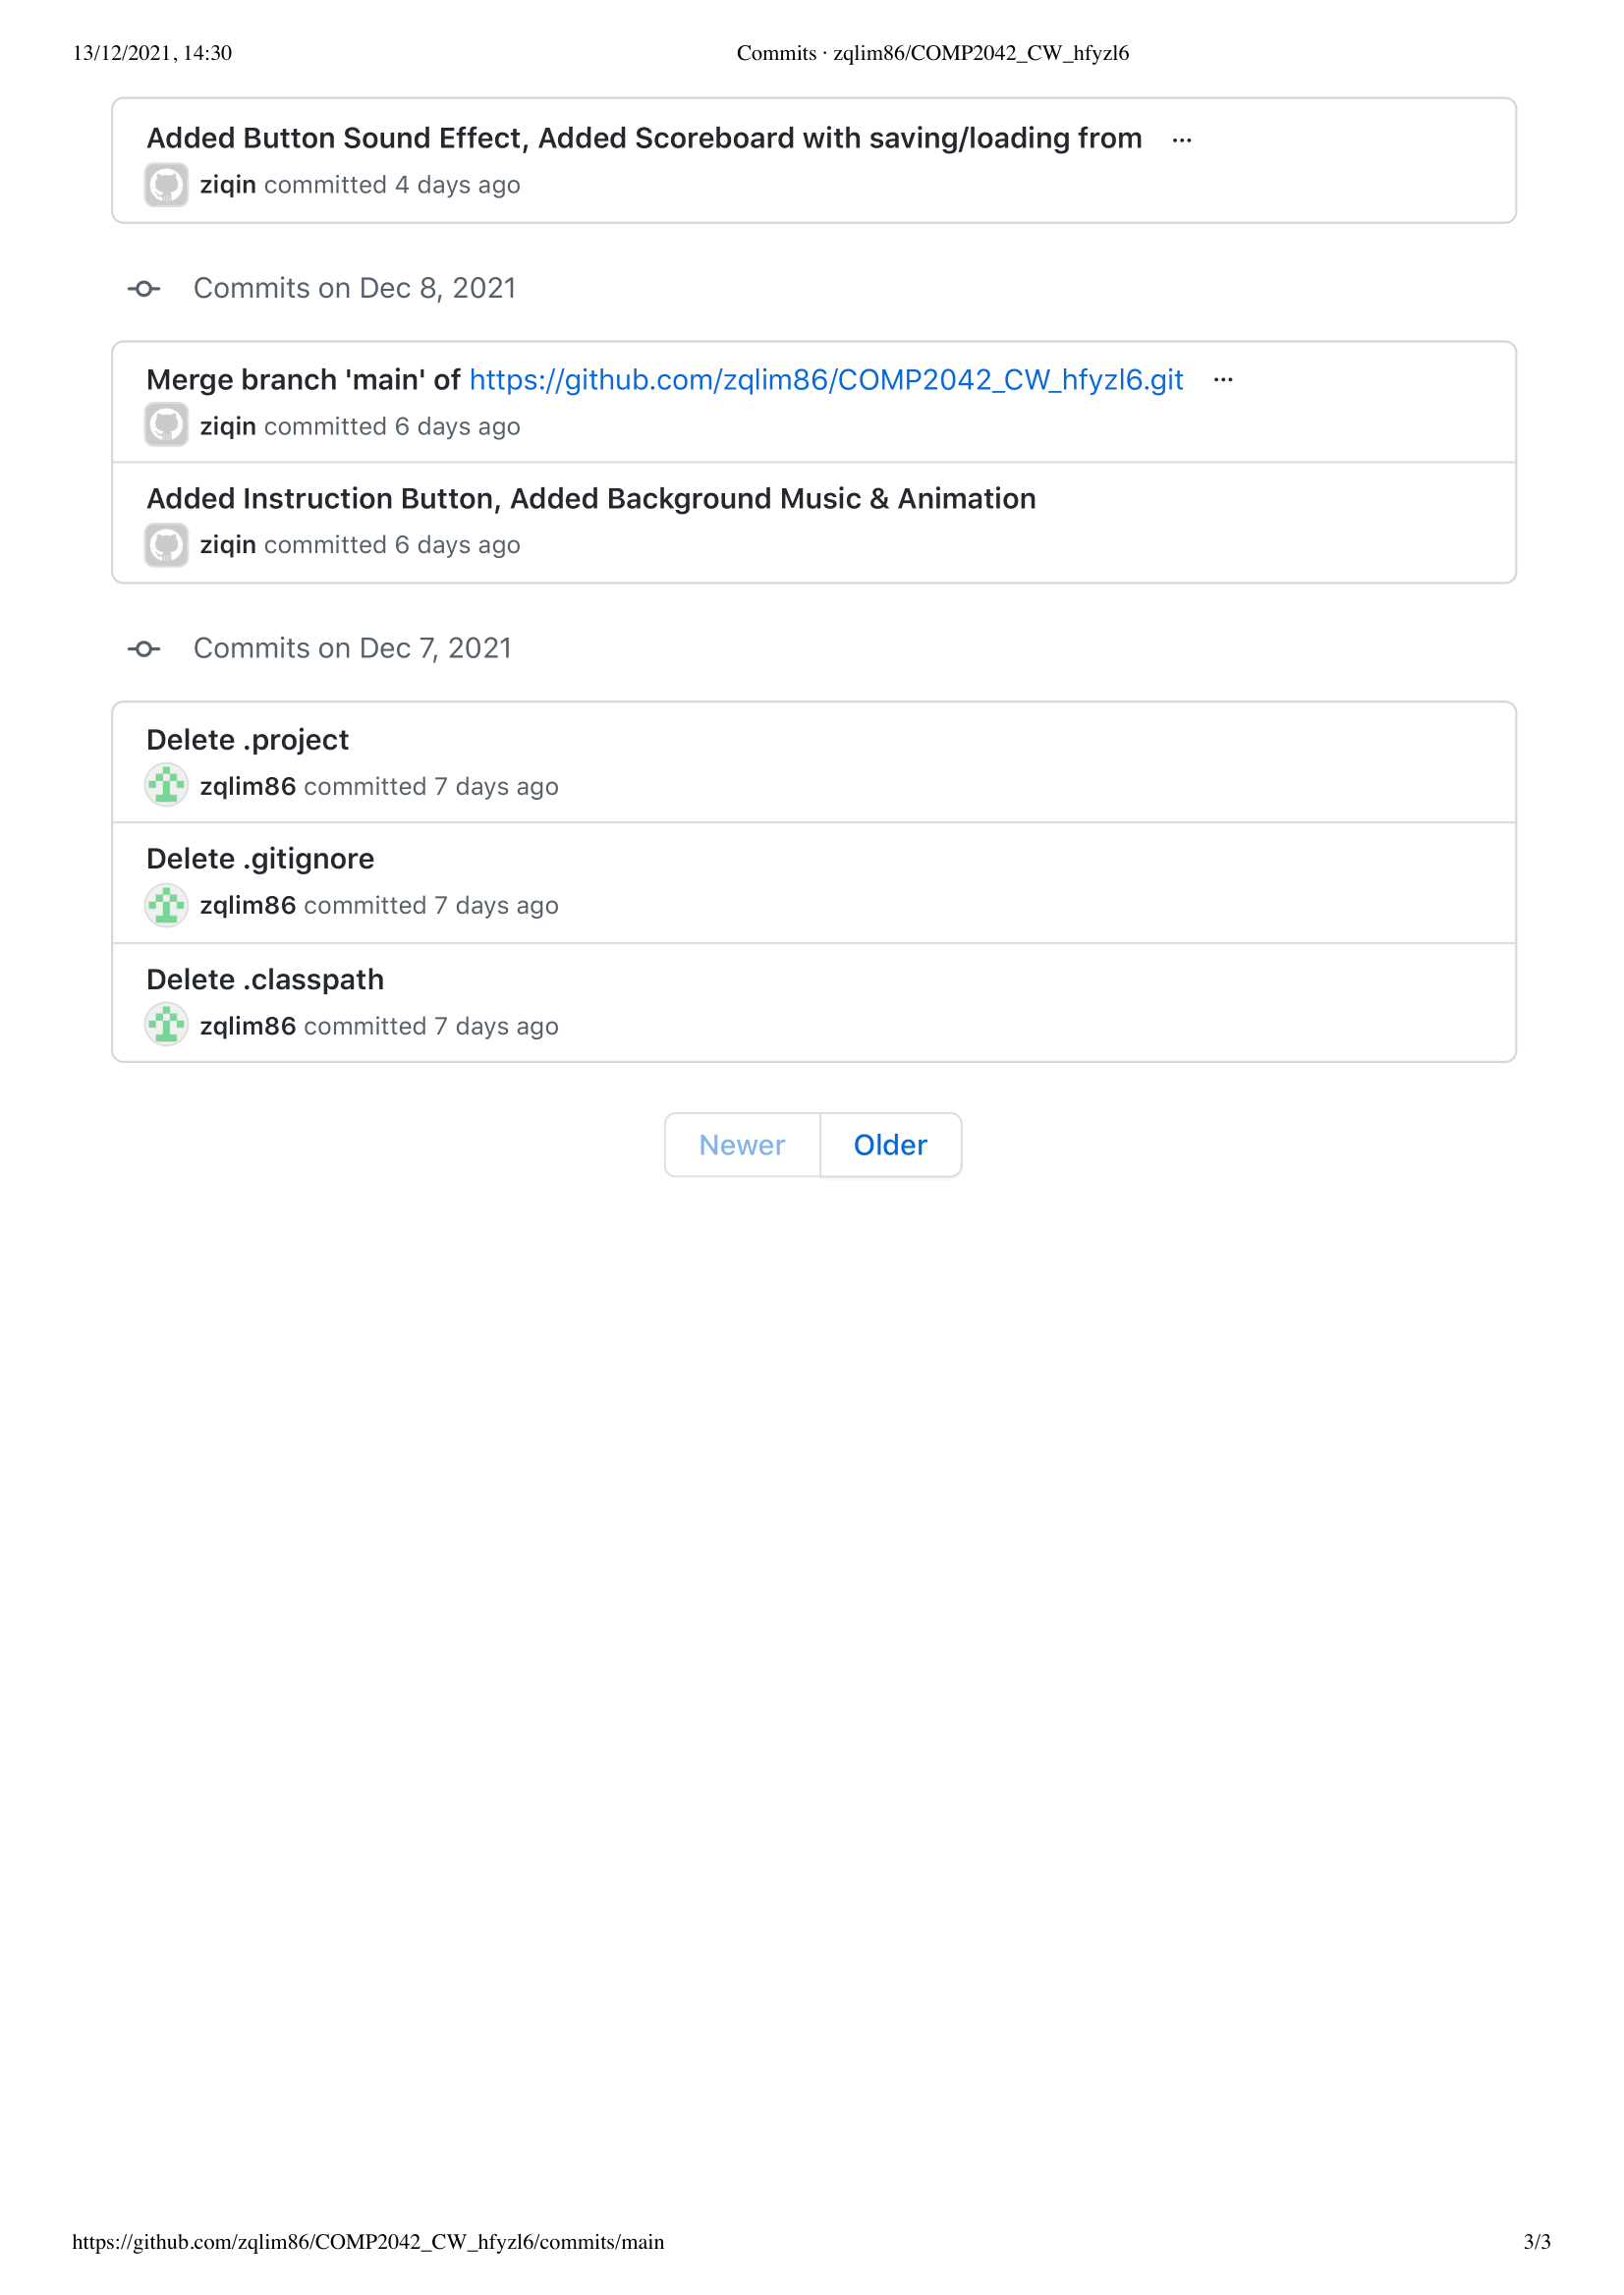 13/12/2021, 14:30
Commits · zqlim86/COMP2042_CW_hfyzl6
Added Button Sound Effect, Added Scoreboard with saving/loading from ...
ziqin committed 4 days ago
Commits on Dec 8, 2021
Merge branch 'main' of https://github.com/zqlim86/COMP2042_CW_hfyzl6.git ...
ziqin committed 6 days ago
Added Instruction Button, Added Background Music & Animation
ziqin committed 6 days ago
Commits on Dec 7, 2021
Delete .project
zqlim86 committed 7 days ago
Delete .gitignore
zqlim86 committed 7 days ago
Delete .classpath
zqlim86 committed 7 days ago
Newer Older
https://github.com/zqlim86/COMP2042_CW_hfyzl6/commits/main
3/3